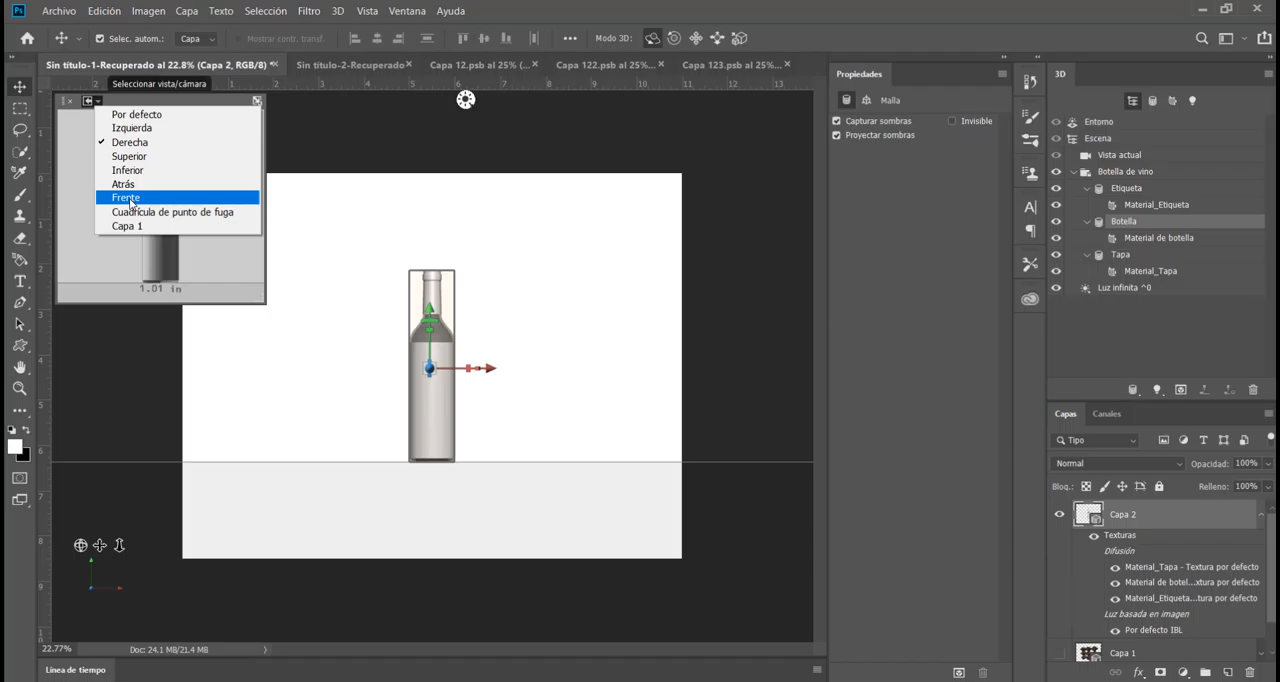 Ps Archivo Edición Imagen Capa Texto Selección Filtro 3D Vista Ventana Ayuda
Selec. autom.: Capa Mostrar contr. transf. ••• Modo 3D:
Sin título-1-Recuperado al 22.8% (Capa 2, RGB/8) * × Sin título-2-Recuperado × Capa 12.psb al 25% (... × Capa 122.psb al 25%... × Capa 123.psb al 25%... ×
Seleccionar vista/cámara
Por defecto
Izquierda
Derecha
Superior
Inferior
Atrás
Frente
Cuadrícula de punto de fuga
Capa 1
1.01 in
22.77% Doc: 24.1 MB/21.4 MB
Línea de tiempo
Propiedades
Malla
Capturar sombras Invisible
Proyectar sombras
3D
Entorno
Escena
Vista actual
Botella de vino
Etiqueta
Material_Etiqueta
Botella
Material de botella
Tapa
Material_Tapa
Luz infinita ^0
Capas Canales
Tipo
Normal Opacidad: 100%
Bloq.: Relleno: 100%
Capa 2
Texturas
Difusión
Material_Tapa - Textura por defecto
Material de botel...xtura por defecto
Material_Etiqueta...tura por defecto
Luz basada en imagen
Por defecto IBL
Capa 1